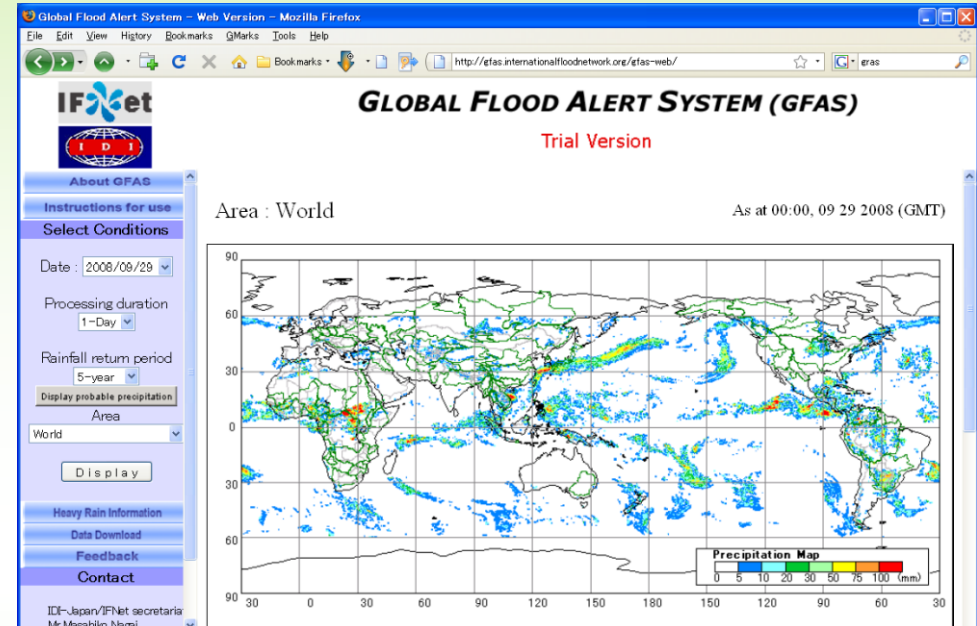 Global Flood Alert System - Web Version - Mozilla Firefox
File Edit View History Bookmarks GMarks Tools Help
Bookmarks http://gfas.internationalfloodnetwork.org/gfas-web/ G
IFNet
IDI
GLOBAL FLOOD ALERT SYSTEM (GFAS)
Trial Version
About GFAS
Instructions for use
Select Conditions
Date : 2008/09/29
Processing duration
1-Day
Rainfall return period
5-year
Display probable precipitation
Area
World
Display
Heavy Rain Information
Data Download
Feedback
Contact
IDI-Japan/IFNet
Mr.Masahiko Nagai
Area : World
As at 00:00, 09 29 2008 (GMT)
90
60
30
0
30
60
90
Precipitation Map
0 5 10 20 30 50 75 100 (mm)
30 0 30 60 90 120 150 180 150 120 90 60 30